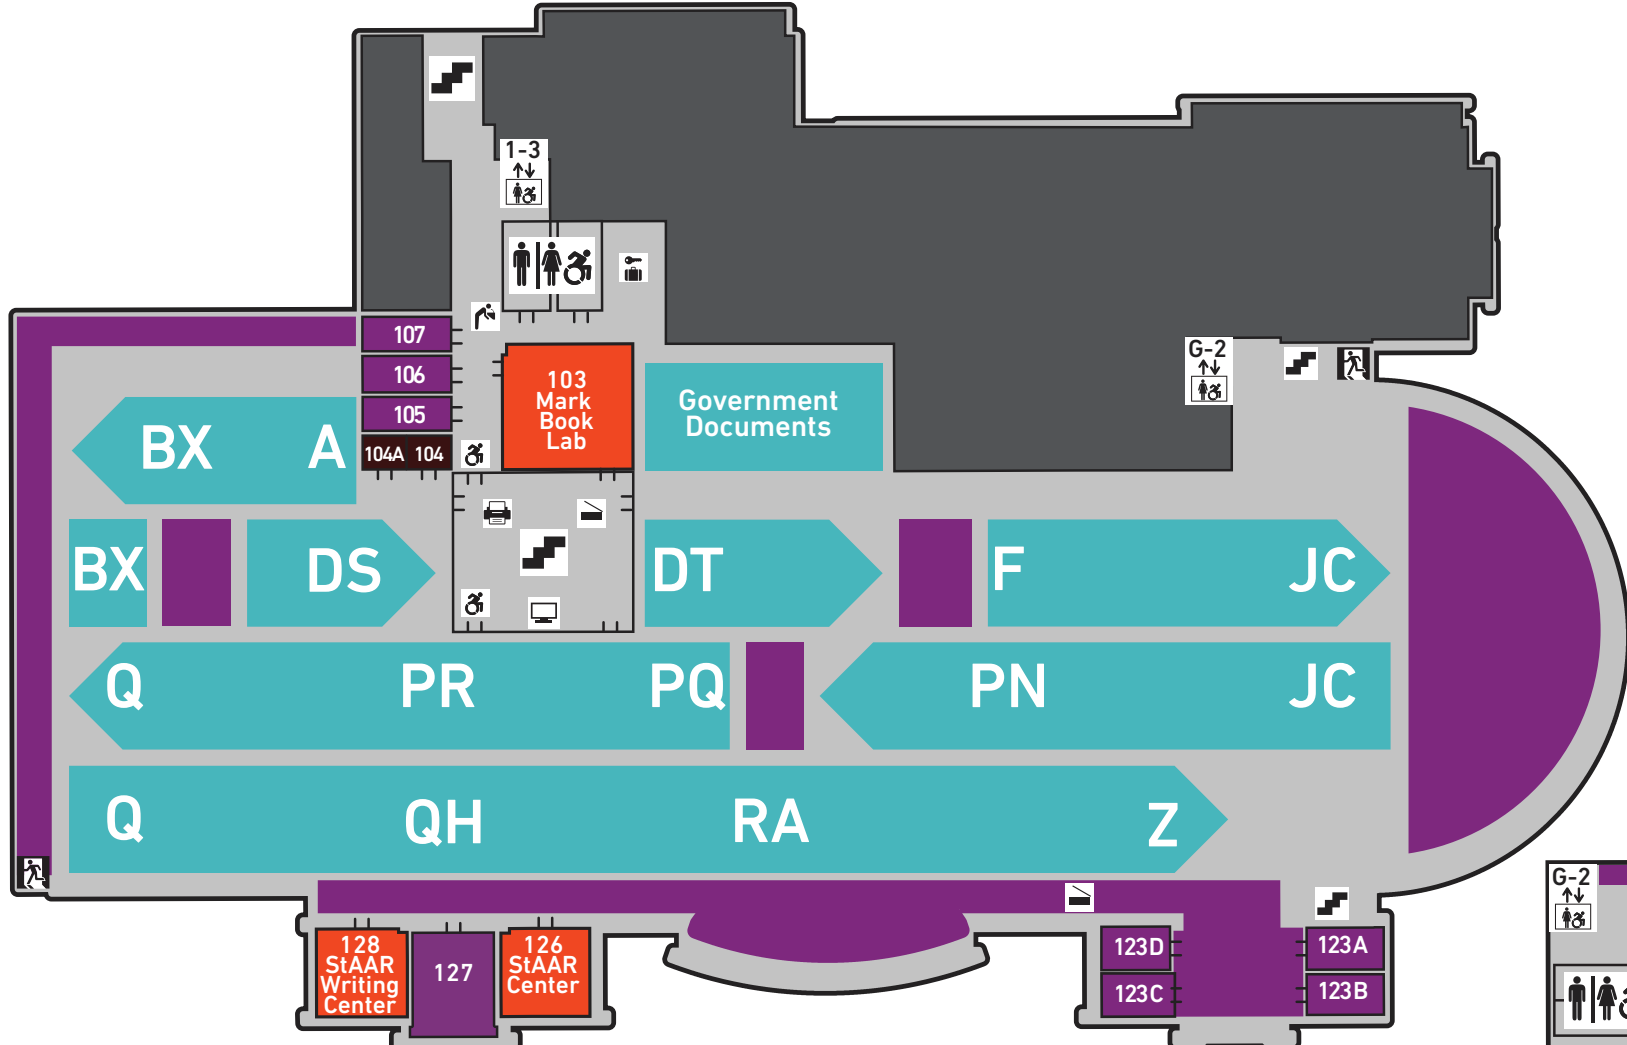 1-3
107
106
105
104A 104
103
Mark
Book
Lab
Government
Documents
G-2
BX A
BX DS DT F JC
Q PR PQ PN JC
Q QH RA Z
128
StAAR
Writing
Center
127
126
StAAR
Center
123D
123C
123A
123B
G-2